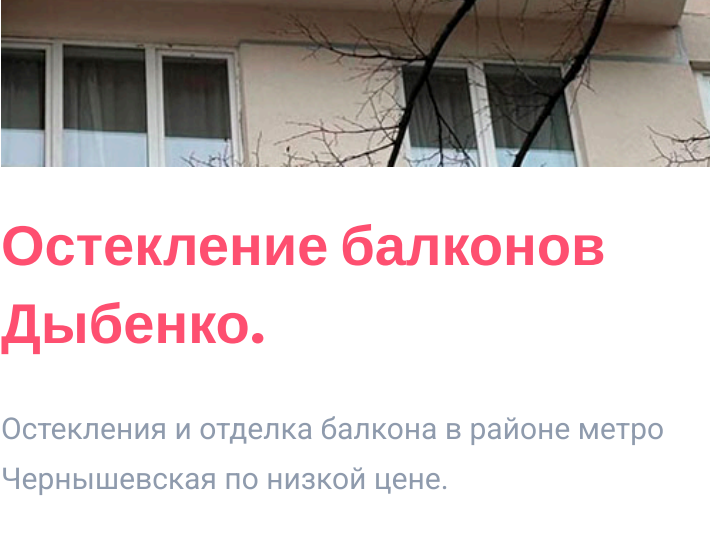 Остекление балконов
Дыбенко.
Остекления и отделка балкона в районе метро
Чернышевская по низкой цене.